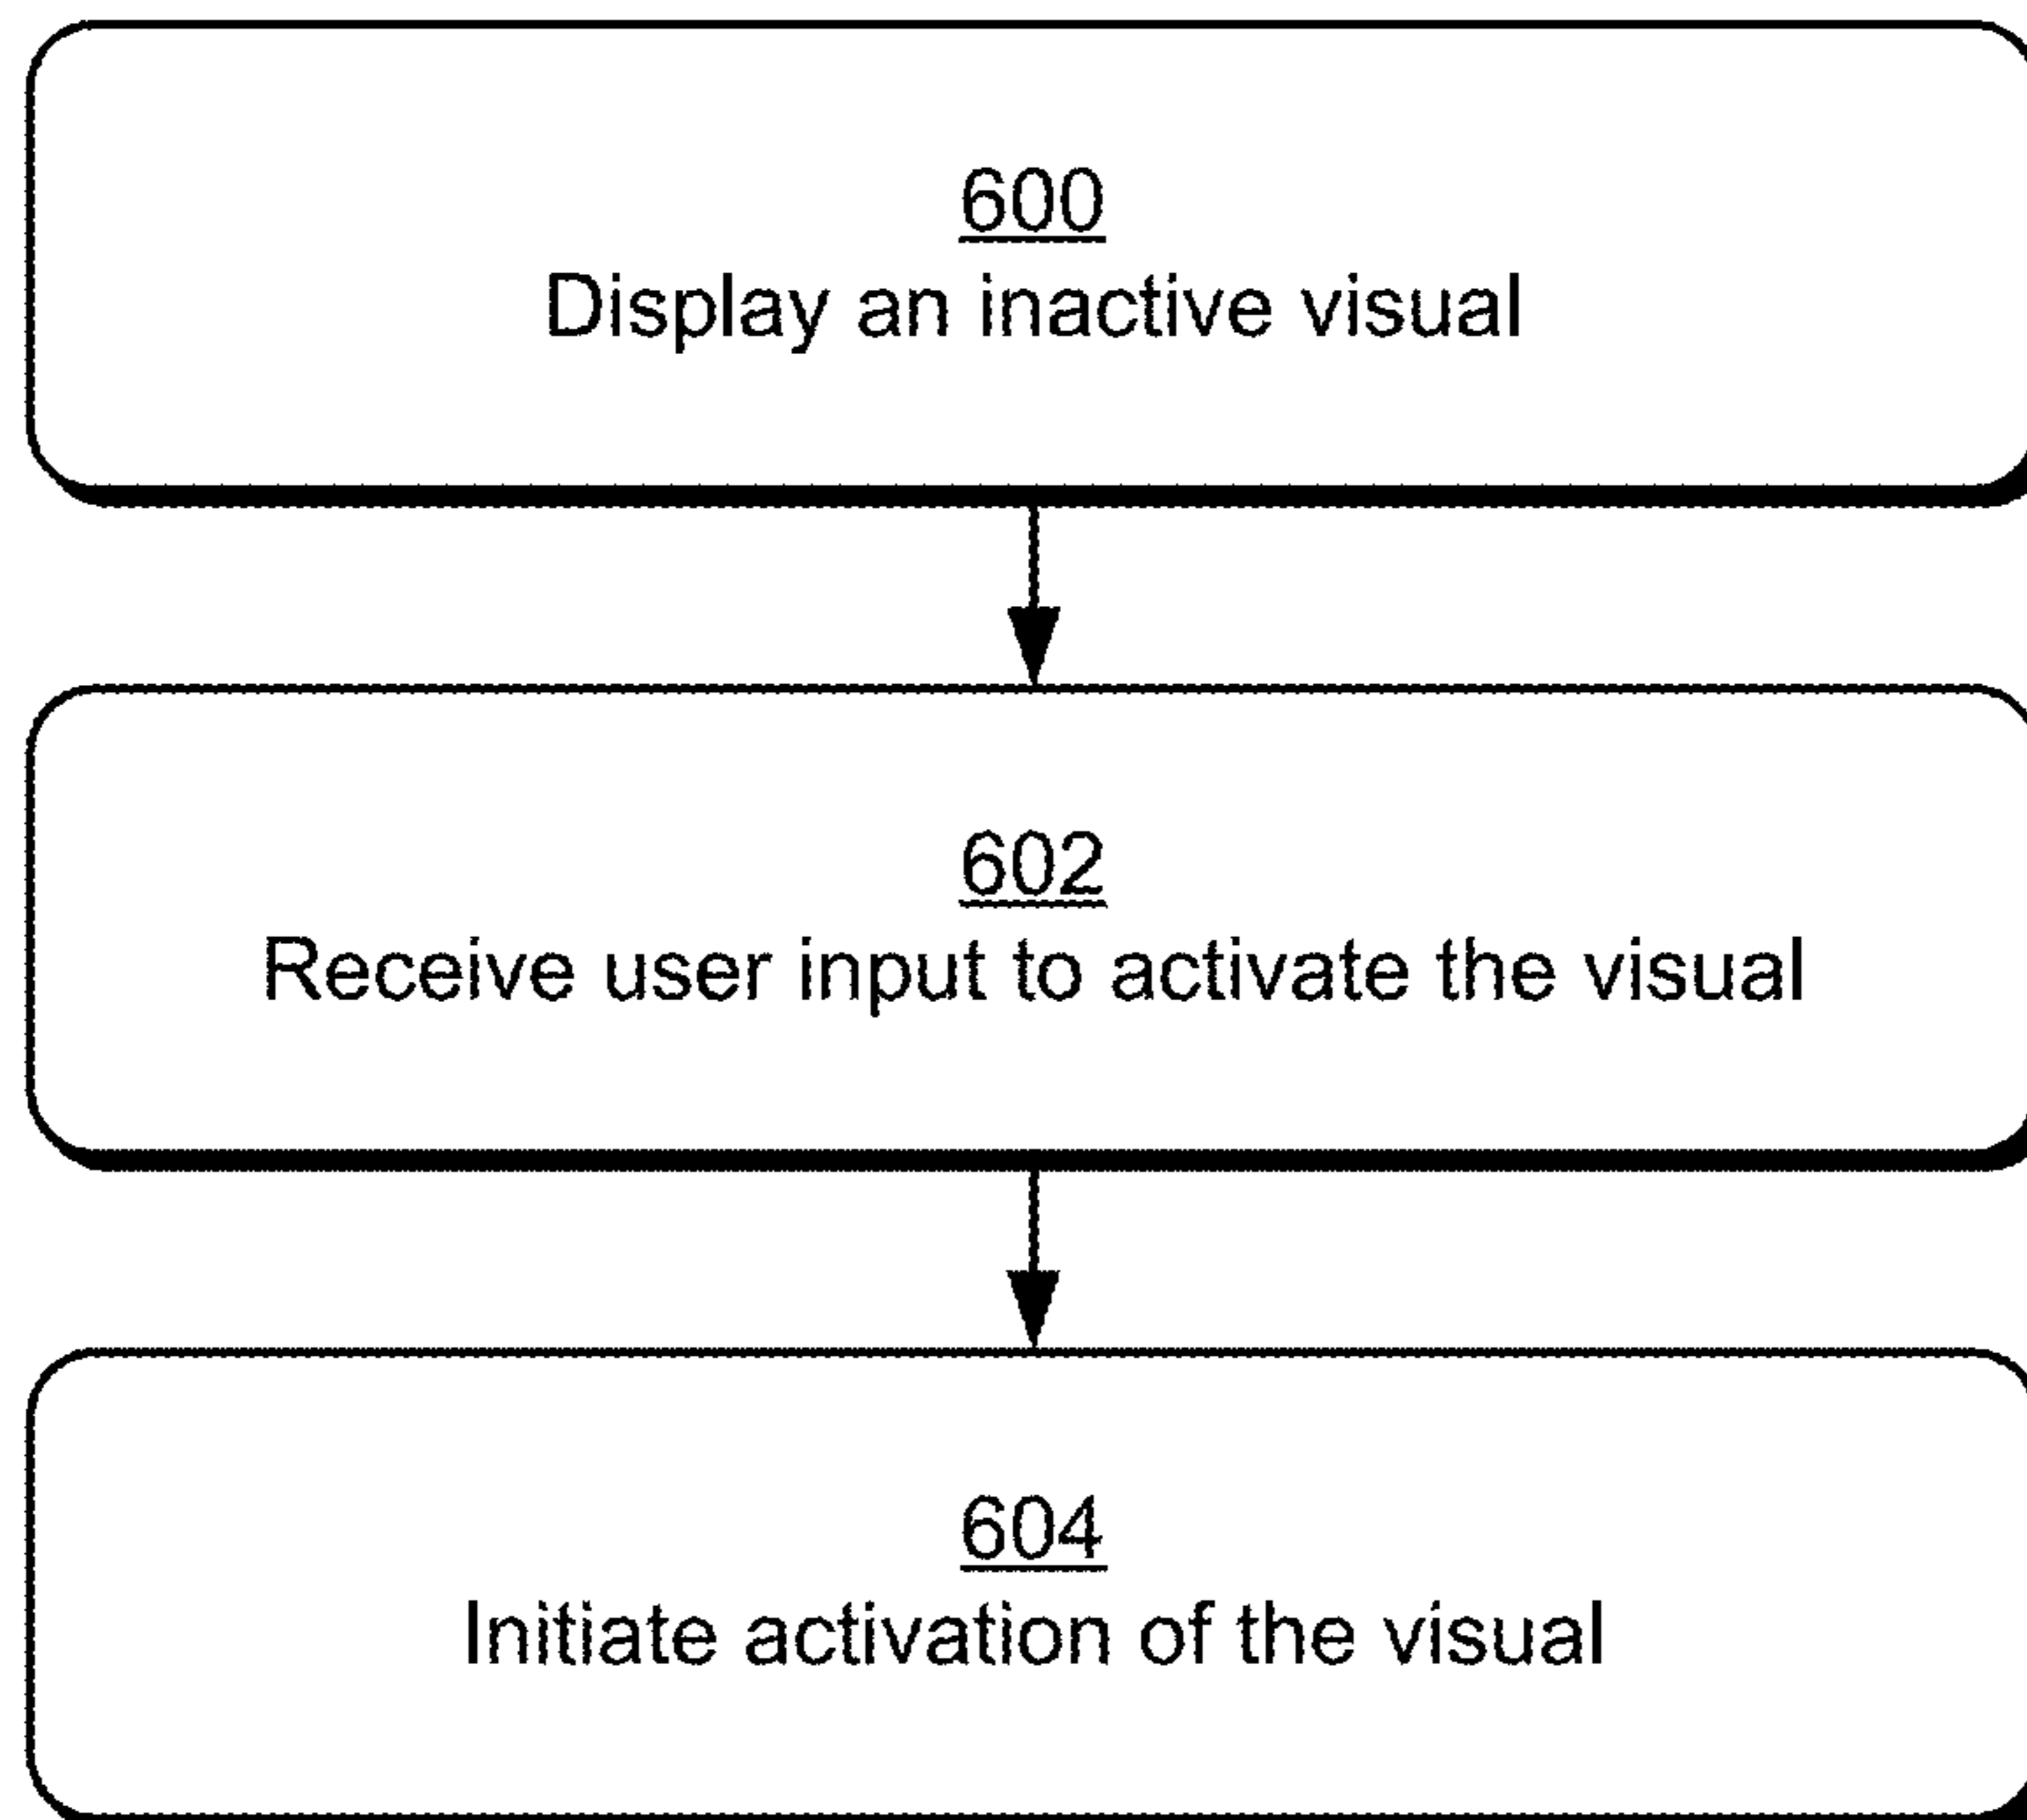 600
Display an inactive visual
602
Receive user input to activate the visual
604
Initiate activation of the visual